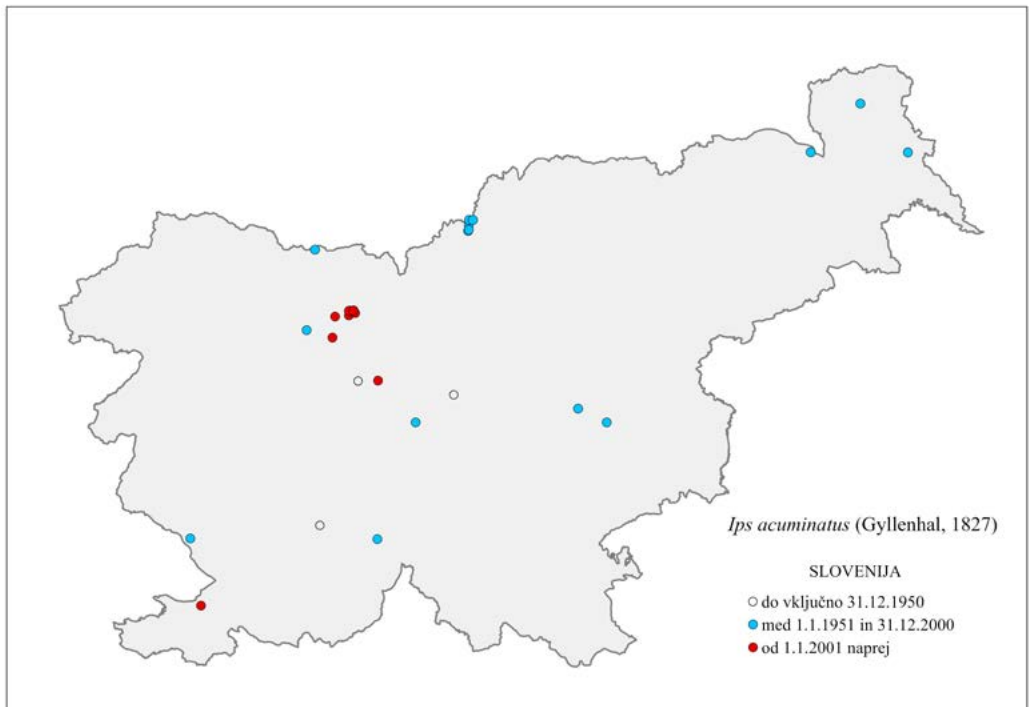 Ips acuminatus (Gyllenhal, 1827)
SLOVENIJA
do vključno 31.12.1950
med 1.1.1951 in 31.12.2000
od 1.1.2001 naprej